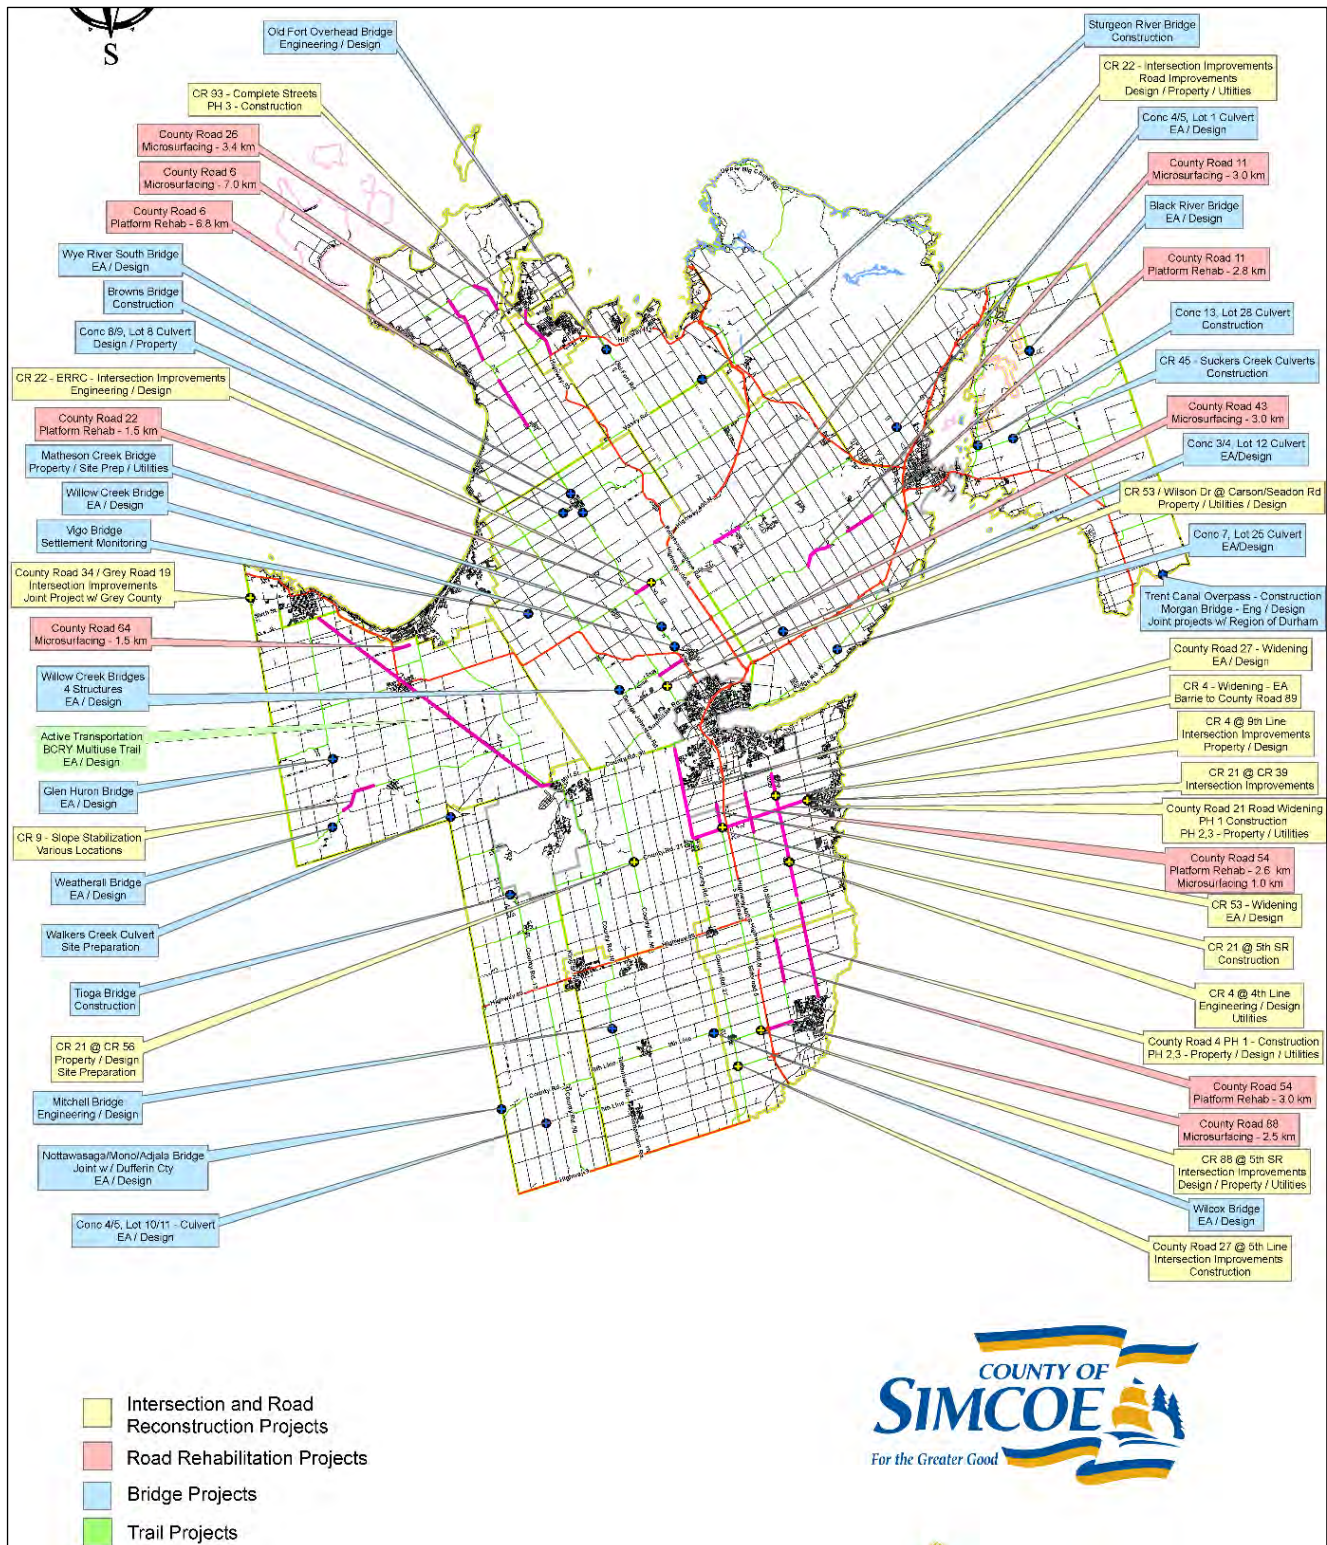 S
Old Fort Overhead Bridge
Engineering / Design
CR 93 - Complete Streets
PH 3 - Construction
County Road 26
Microsurfacing - 3.4 km
County Road 6
Microsurfacing - 7.0 km
County Road 6
Platform Rehab - 6.8 km
Wye River South Bridge
EA / Design
Browns Bridge
Construction
Conc 8/9, Lot 8 Culvert
Design / Property
CR 22 - ERRC - Intersection Improvements
Engineering / Design
County Road 22
Platform Rehab - 1.5 km
Matheson Creek Bridge
Property / Site Prep / Utilities
Willow Creek Bridge
EA / Design
Vigo Bridge
Settlement Monitoring
County Road 34 / Grey Road 19
Intersection Improvements
Joint Project w/ Grey County
County Road 64
Microsurfacing - 1.5 km
Willow Creek Bridges
4 Structures
EA / Design
Active Transportation
BCRY Multiuse Trail
EA / Design
Glen Huron Bridge
EA / Design
CR 9 - Slope Stabilization
Various Locations
Weatherall Bridge
EA / Design
Walkers Creek Culvert
Site Preparation
Tioga Bridge
Construction
CR 21 @ CR 56
Property / Design
Site Preparation
Mitchell Bridge
Engineering / Design
Nottawasaga/Mono/Adjala Bridge
Joint w/ Dufferin Cty
EA / Design
Conc 4/5, Lot 10/11 - Culvert
EA / Design
Sturgeon River Bridge
Construction
CR 22 - Intersection Improvements
Road Improvements
Design / Property / Utilities
Conc 4/5, Lot 1 Culvert
EA / Design
County Road 11
Microsurfacing - 3.0 km
Black River Bridge
EA / Design
County Road 11
Platform Rehab - 2.8 km
Conc 13, Lot 28 Culvert
Construction
CR 45 - Suckers Creek Culverts
Construction
County Road 43
Microsurfacing - 3.0 km
Conc 3/4, Lot 12 Culvert
EA/Design
CR 53 / Wilson Dr @ Carson/Seadon Rd
Property / Utilities / Design
Conc 7, Lot 25 Culvert
EA/Design
Trent Canal Overpass - Construction
Morgan Bridge - Eng / Design
Joint projects w/ Region of Durham
County Road 27 - Widening
EA / Design
CR 4 - Widening - EA
Barrie to County Road 89
CR 4 @ 9th Line
Intersection Improvements
Property / Design
CR 21 @ CR 39
Intersection Improvements
County Road 21 Road Widening
PH 1 Construction
PH 2,3 - Property / Utilities
County Road 54
Platform Rehab - 2.6 km
Microsurfacing 1.0 km
CR 53 - Widening
EA / Design
CR 21 @ 5th SR
Construction
CR 4 @ 4th Line
Engineering / Design
Utilities
County Road 4 PH 1 - Construction
PH 2,3 - Property / Design / Utilities
County Road 54
Platform Rehab - 3.0 km
County Road 88
Microsurfacing - 2.5 km
CR 88 @ 5th SR
Intersection Improvements
Design / Property / Utilities
Wilcox Bridge
EA / Design
County Road 27 @ 5th Line
Intersection Improvements
Construction
Intersection and Road
Reconstruction Projects
Road Rehabilitation Projects
Bridge Projects
Trail Projects
COUNTY OF
SIMCOE
For the Greater Good